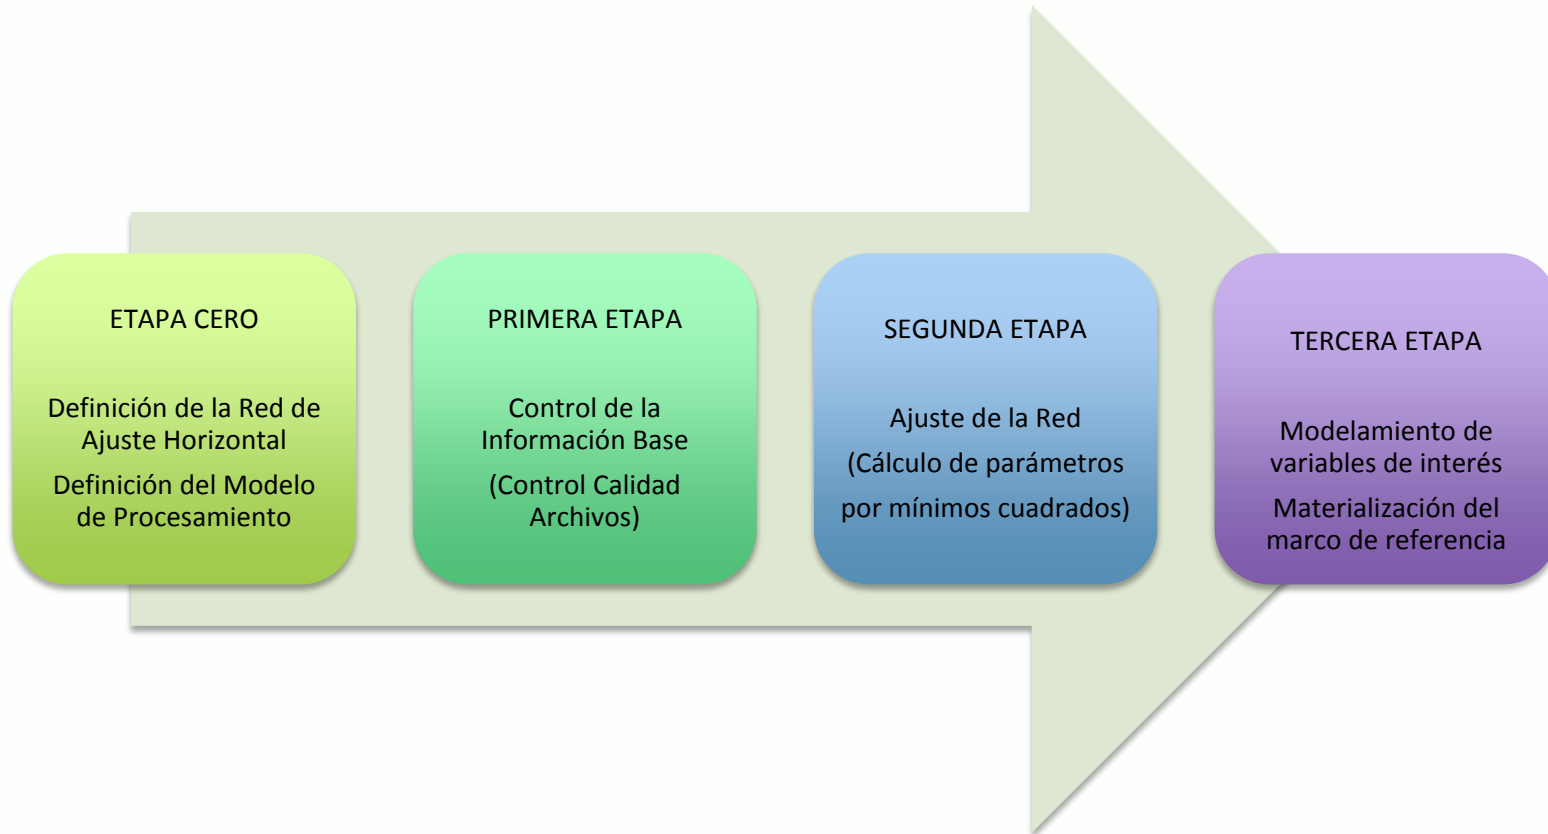 ETAPA CERO
Definición de la Red de
Ajuste Horizontal
Definición del Modelo
de Procesamiento
PRIMERA ETAPA
Control de la
Información Base
(Control Calidad
Archivos)
SEGUNDA ETAPA
Ajuste de la Red
(Cálculo de parámetros
por mínimos cuadrados)
TERCERA ETAPA
Modelamiento de
variables de interés
Materialización del
marco de referencia